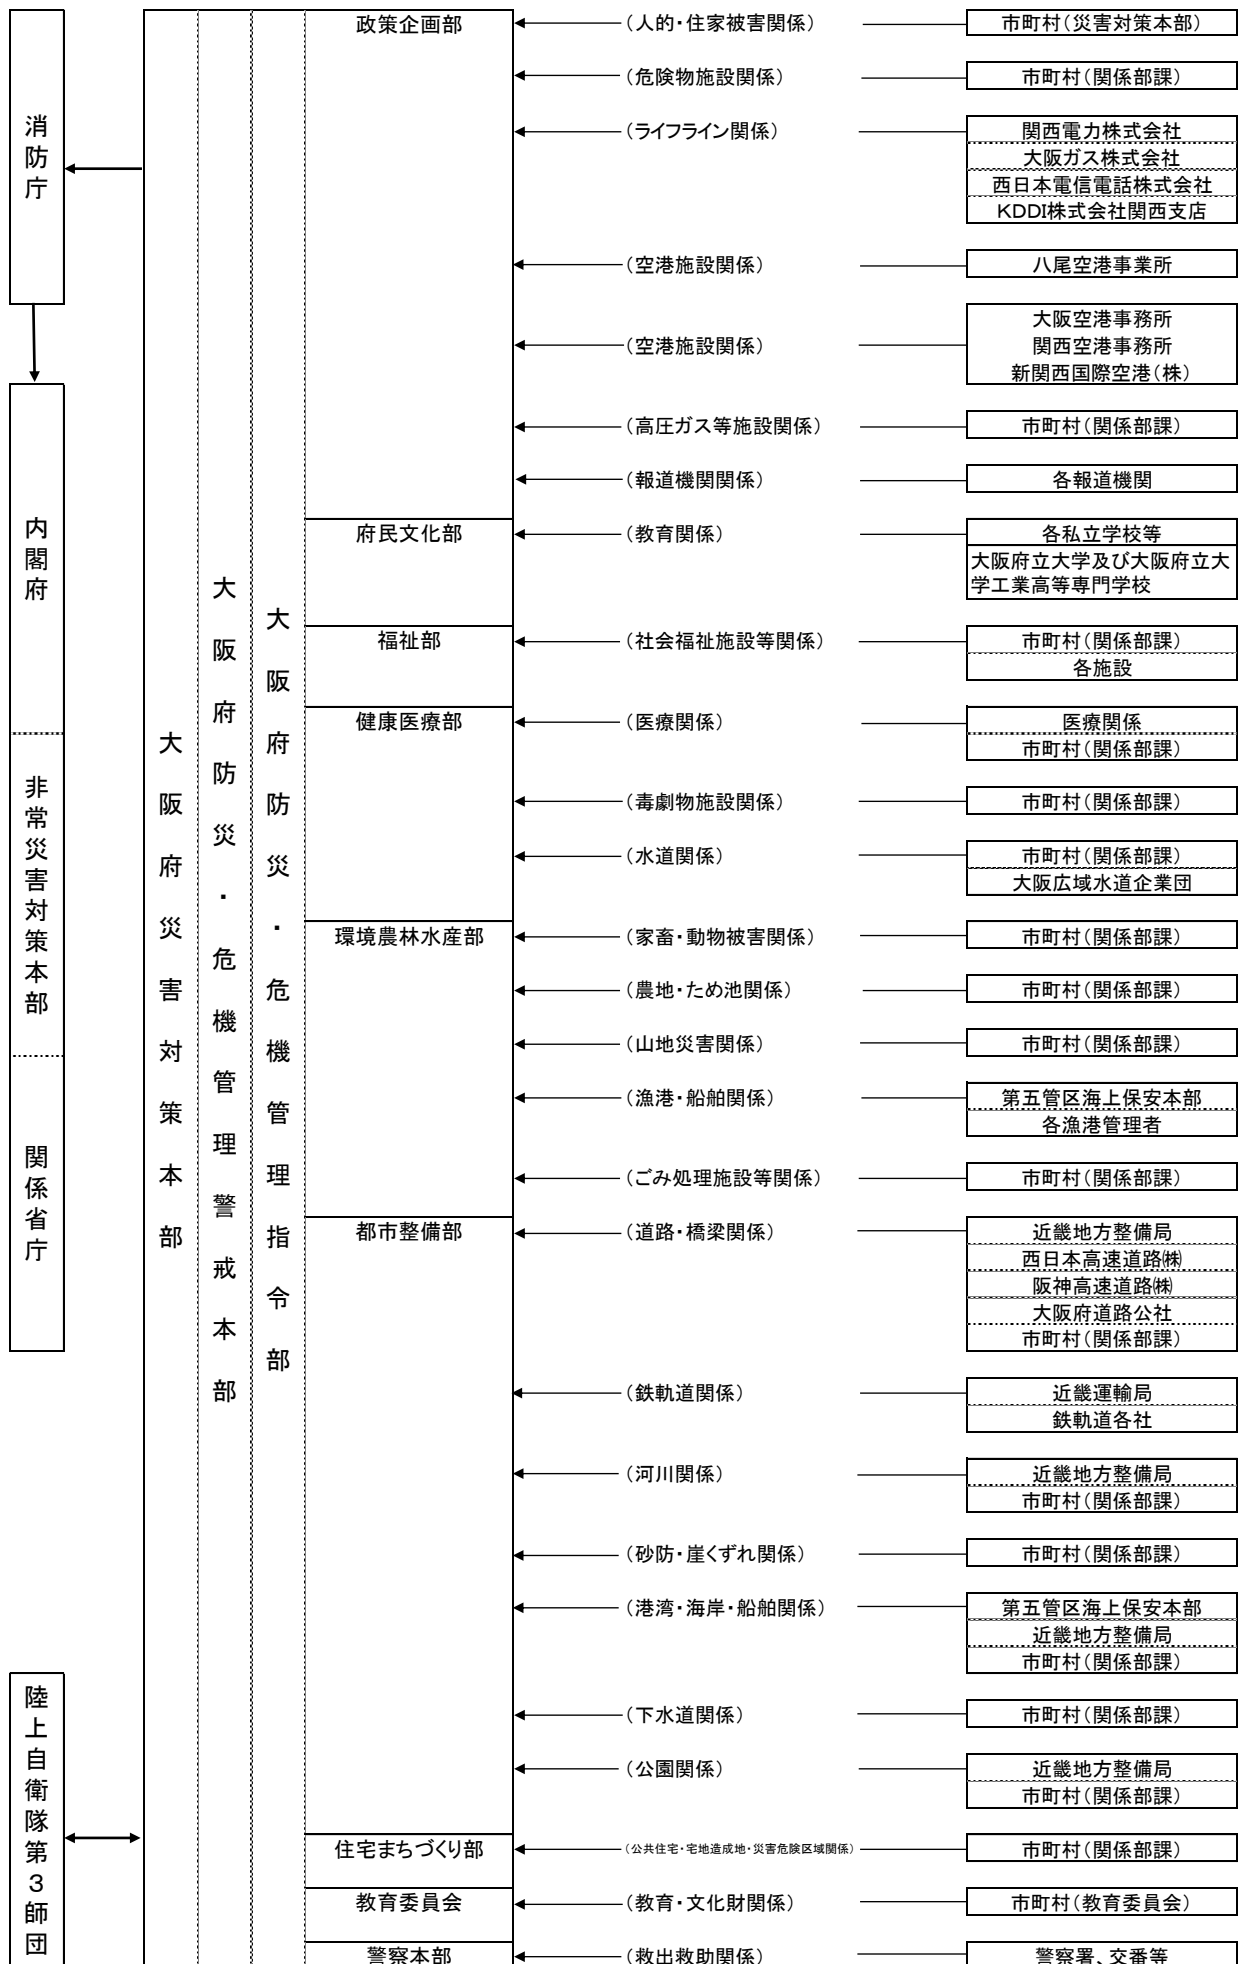 消防庁
内閣府
非常災害対策本部
関係省庁
陸上自衛隊第３師団
大阪府災害対策本部
大阪府防災・危機管理警戒本部
大阪府防災・危機管理指令部
政策企画部
（人的・住家被害関係）
市町村（災害対策本部）
（危険物施設関係）
市町村（関係部課）
（ライフライン関係）
関西電力株式会社
大阪ガス株式会社
西日本電信電話株式会社
KDDI株式会社関西支店
（空港施設関係）
八尾空港事業所
（空港施設関係）
大阪空港事務所
関西空港事務所
新関西国際空港（株）
（高圧ガス等施設関係）
市町村（関係部課）
（報道機関関係）
各報道機関
府民文化部
（教育関係）
各私立学校等
大阪府立大学及び大阪府立大
学工業高等専門学校
福祉部
（社会福祉施設等関係）
市町村（関係部課）
各施設
健康医療部
（医療関係）
医療関係
市町村（関係部課）
（毒劇物施設関係）
市町村（関係部課）
（水道関係）
市町村（関係部課）
大阪広域水道企業団
環境農林水産部
（家畜・動物被害関係）
市町村（関係部課）
（農地・ため池関係）
市町村（関係部課）
（山地災害関係）
市町村（関係部課）
（漁港・船舶関係）
第五管区海上保安本部
各漁港管理者
（ごみ処理施設等関係）
市町村（関係部課）
都市整備部
（道路・橋梁関係）
近畿地方整備局
西日本高速道路㈱
阪神高速道路㈱
大阪府道路公社
市町村（関係部課）
（鉄軌道関係）
近畿運輸局
鉄軌道各社
（河川関係）
近畿地方整備局
市町村（関係部課）
（砂防・崖くずれ関係）
市町村（関係部課）
（港湾・海岸・船舶関係）
第五管区海上保安本部
近畿地方整備局
市町村（関係部課）
（下水道関係）
市町村（関係部課）
（公園関係）
近畿地方整備局
市町村（関係部課）
住宅まちづくり部
（公共住宅・宅地造成地・災害危険区域関係）
市町村（関係部課）
教育委員会
（教育・文化財関係）
市町村（教育委員会）
警察本部
（救出救助関係）
警察署、交番等